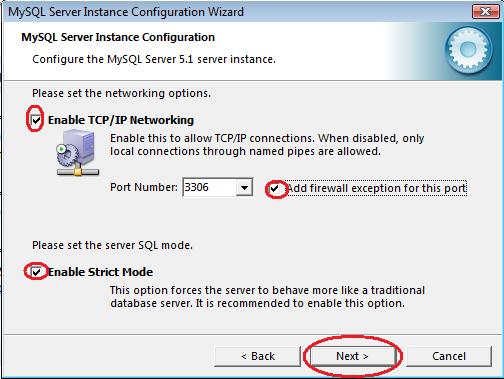 MySQL Server Instance Configuration Wizard
MySQL Server Instance Configuration
Configure the MySQL Server 5.1 server instance.
Please set the networking options.
Enable TCP/IP Networking
Enable this to allow TCP/IP connections. When disabled, only
local connections through named pipes are allowed.
Port Number: 3306 Add firewall exception for this port
Please set the server SQL mode.
Enable Strict Mode
This option forces the server to behave more like a traditional
database server. It is recommended to enable this option.
< Back Next > Cancel